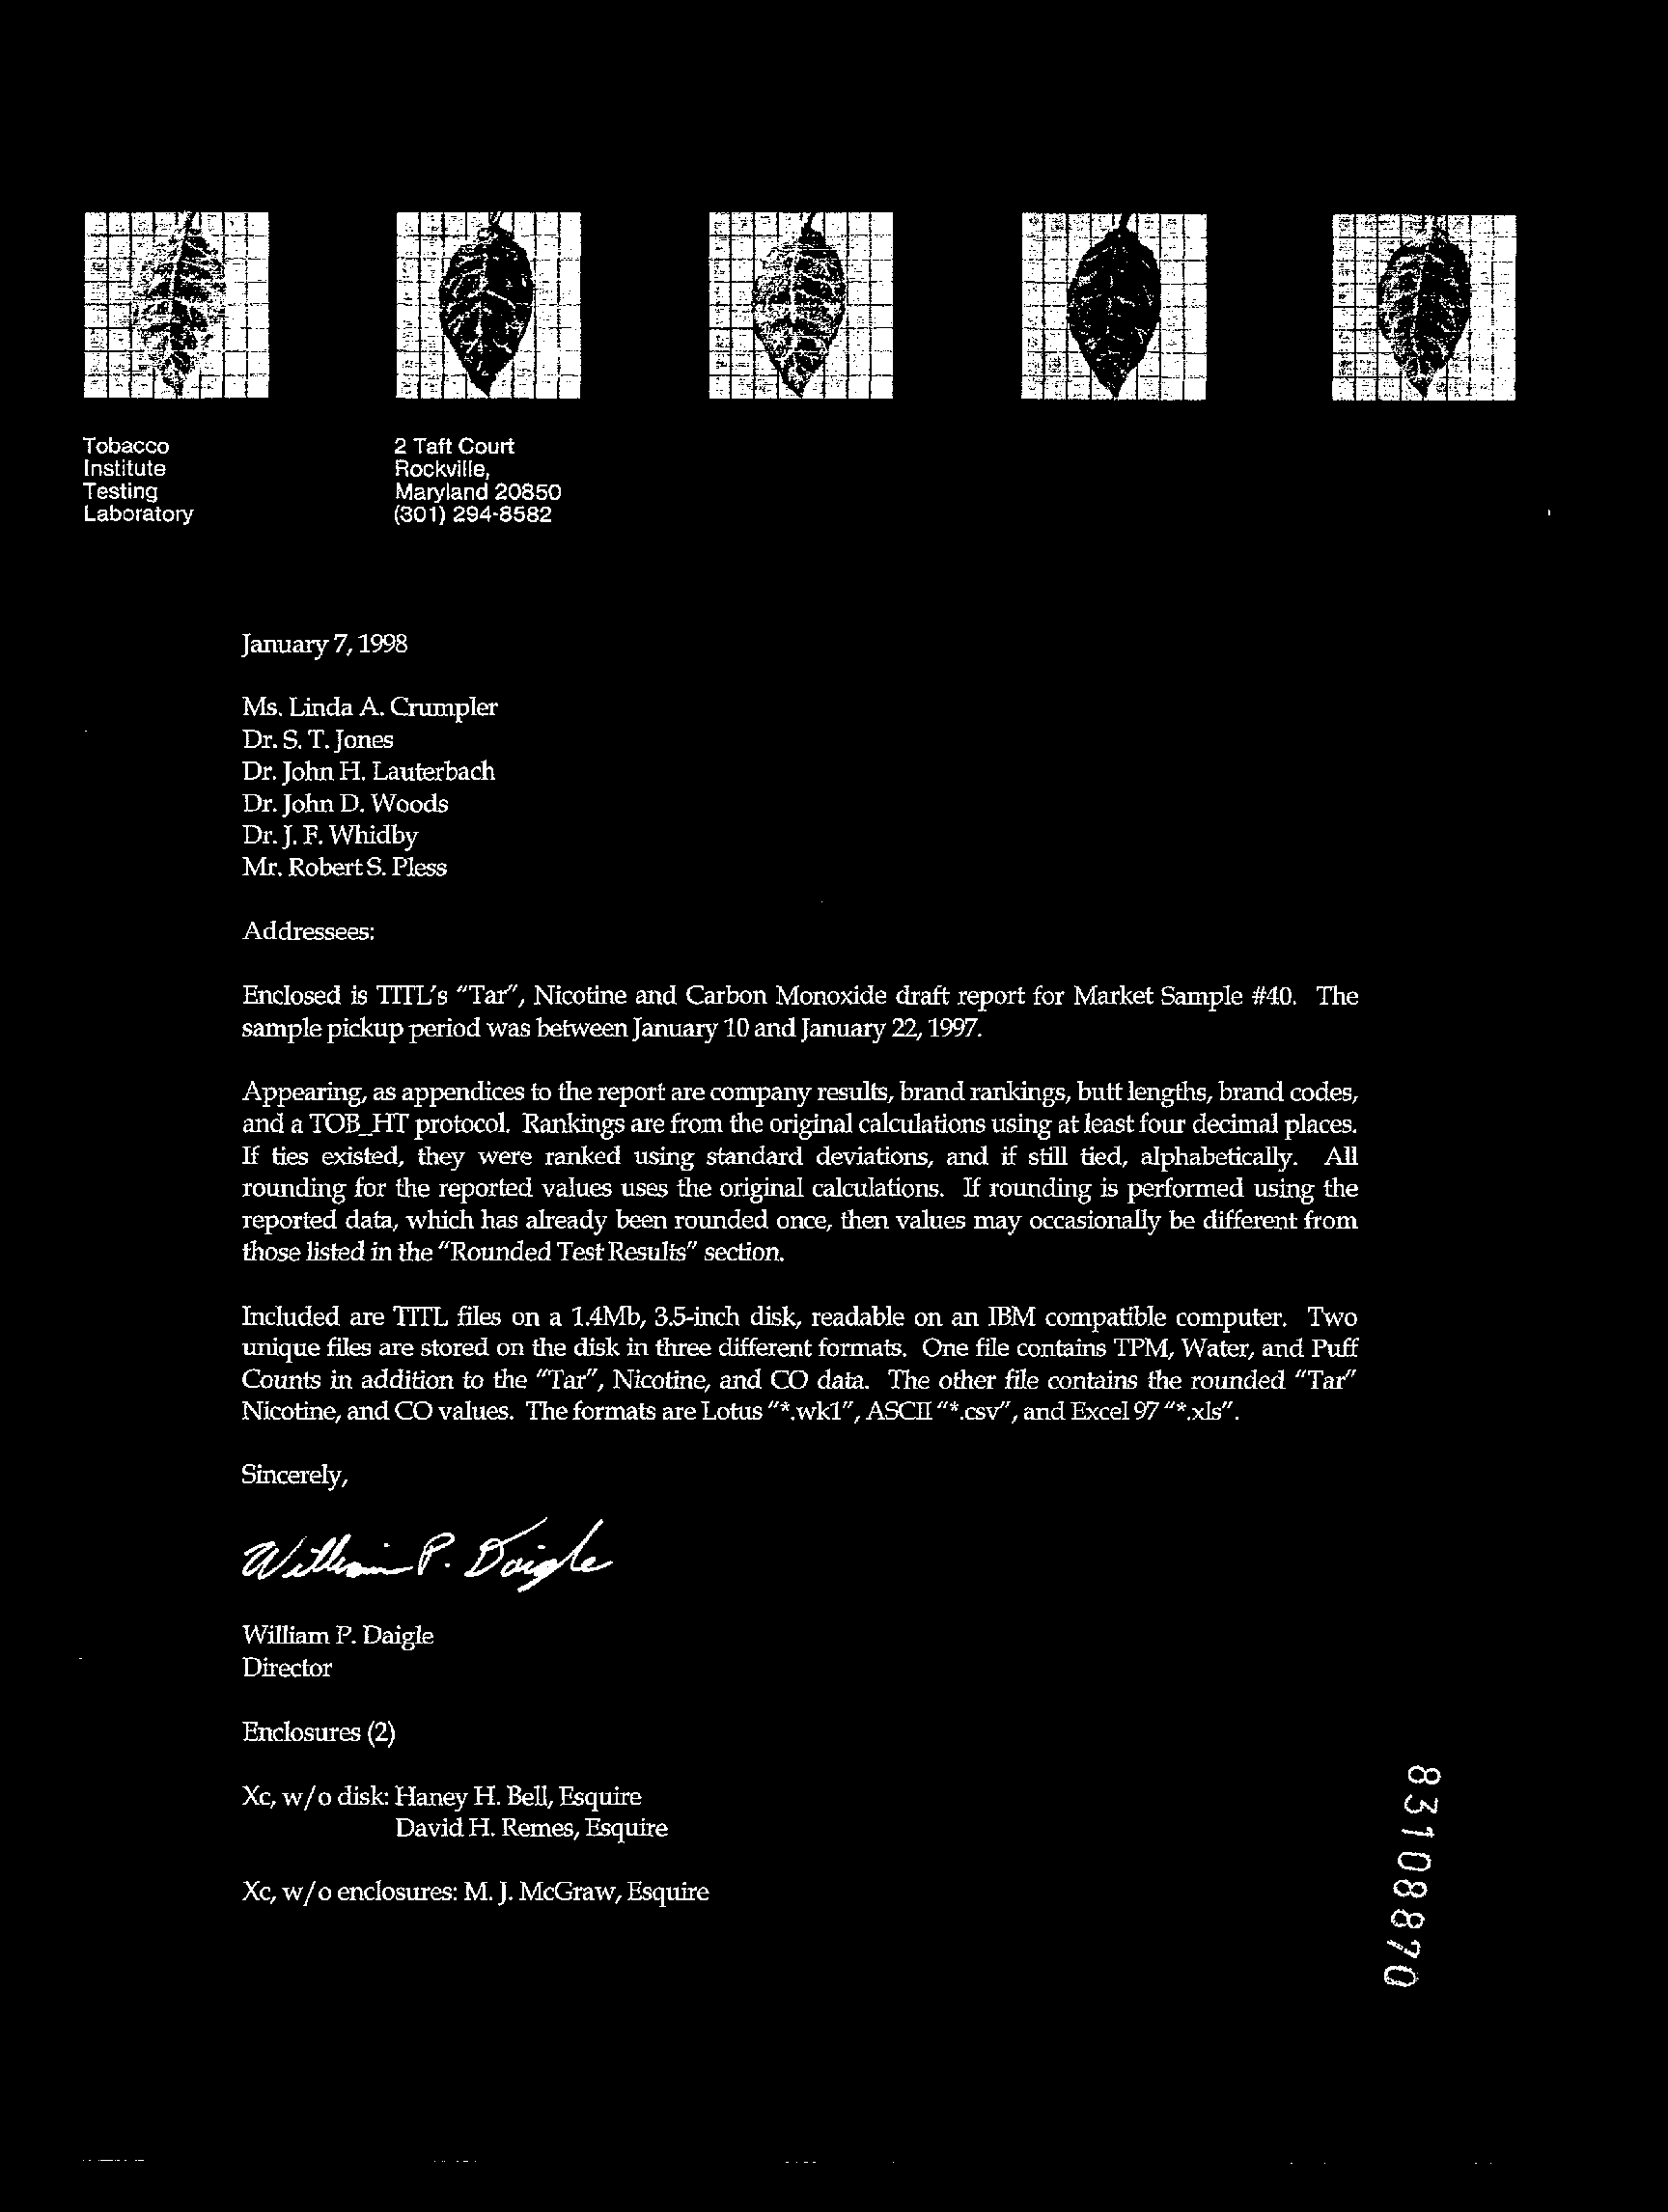 Tobacco
Institute
Testing
Laboratory
2 Taft Court
Rockville,
Maryland 20850
(301) 294-8582
January 7, 1998
Ms. Linda A. Crumpler
Dr. S. T. Jones
Dr. John H. Lauterbach
Dr. John D. Woods
Dr. J. F. Whidby
Mr. Robert S. Pless
Addressees:
Enclosed is TITL's "Tar", Nicotine and Carbon Monoxide draft report for Market Sample #40. The
sample pickup period was between January 10 and January 22, 1997.
Appearing, as appendices to the report are company results, brand rankings, butt lengths, brand codes,
and a TOB_HT protocol. Rankings are from the original calculations using at least four decimal places.
If ties existed, they were ranked using standard deviations, and if still tied, alphabetically. All
rounding for the reported values uses the original calculations. If rounding is performed using the
reported data, which has already been rounded once, then values may occasionally be different from
those listed in the "Rounded Test Results" section.
Included are TITL files on a 1.4Mb, 3.5-inch disk, readable on an IBM compatible computer. Two
unique files are stored on the disk in three different formats. One file contains TPM, Water, and Puff
Counts in addition to the "Tar", Nicotine, and CO data. The other file contains the rounded "Tar"
Nicotine, and CO values. The formats are Lotus "*.wk1", ASCII "*.csv", and Excel 97 "*.xls".
Sincerely,
William P. Daigle
William P. Daigle
Director
Enclosures (2)
Xc, w/o disk: Haney H. Bell, Esquire
David H. Remes, Esquire
Xc, w/o enclosures: M. J. McGraw, Esquire
83108870